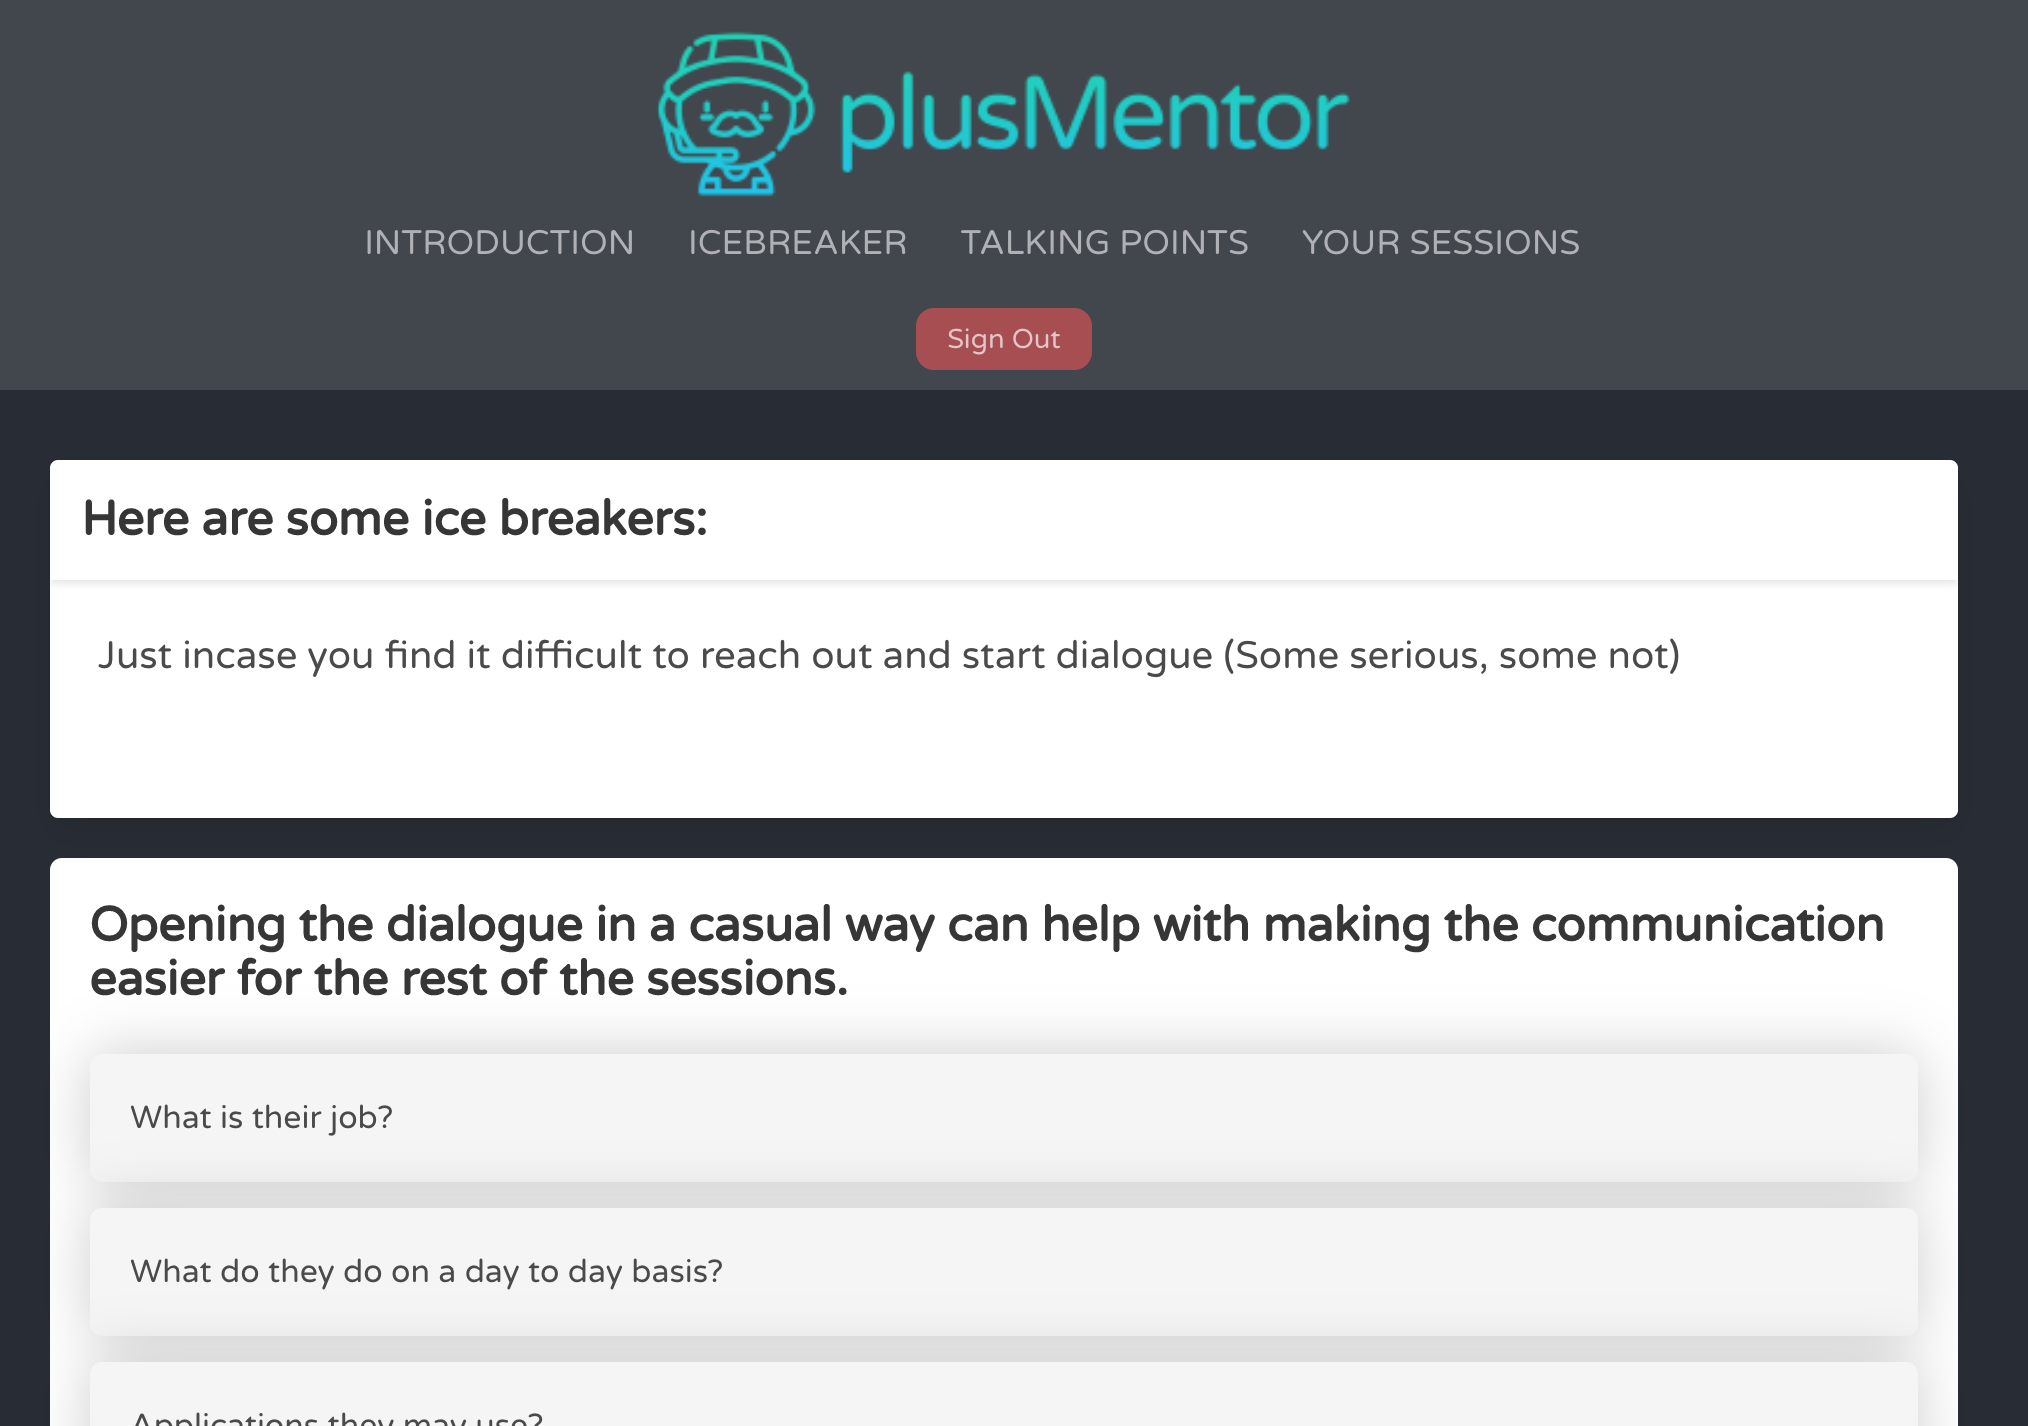 plusMentor
INTRODUCTION ICEBREAKER TALKING POINTS YOUR SESSIONS
Sign Out
Here are some ice breakers:
Just incase you find it difficult to reach out and start dialogue (Some serious, some not)
Opening the dialogue in a casual way can help with making the communication
easier for the rest of the sessions.
What is their job?
What do they do on a day to day basis?
Applications they may use?